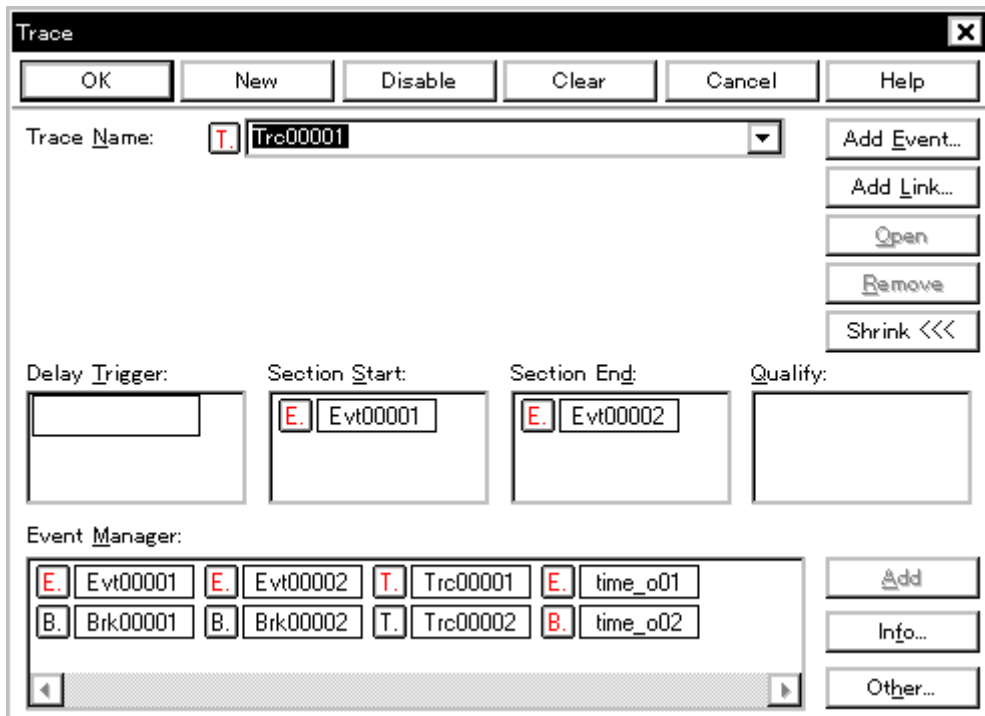 Trace
OK New Disable Clear Cancel Help
Trace Name: T. Trc00001 Add Event...
Add Link...
Open
Remove
Shrink <<<
Delay Trigger: Section Start: Section End: Qualify:
E. Evt00001 E. Evt00002
Event Manager:
E. Evt00001 E. Evt00002 T. Trc00001 E. time_o01 Add
B. Brk00001 B. Brk00002 T. Trc00002 B. time_o02 Info...
Other...